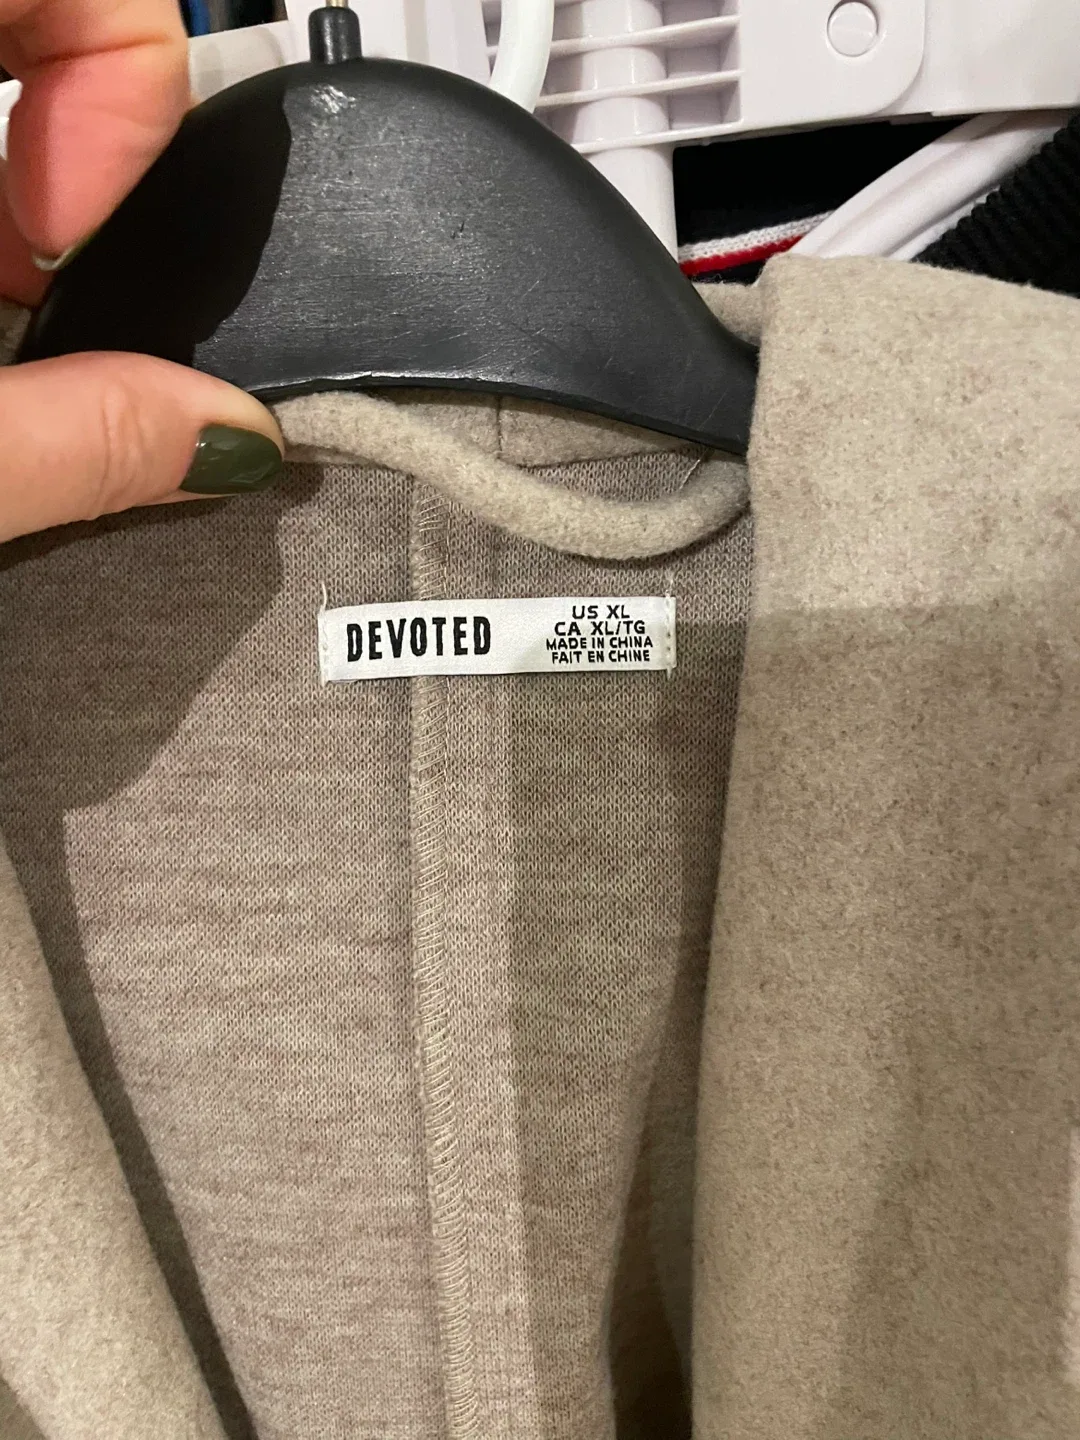 DEVOTED
US XL
CA XL/TG
MADE IN CHINA
FAIT EN CHINE